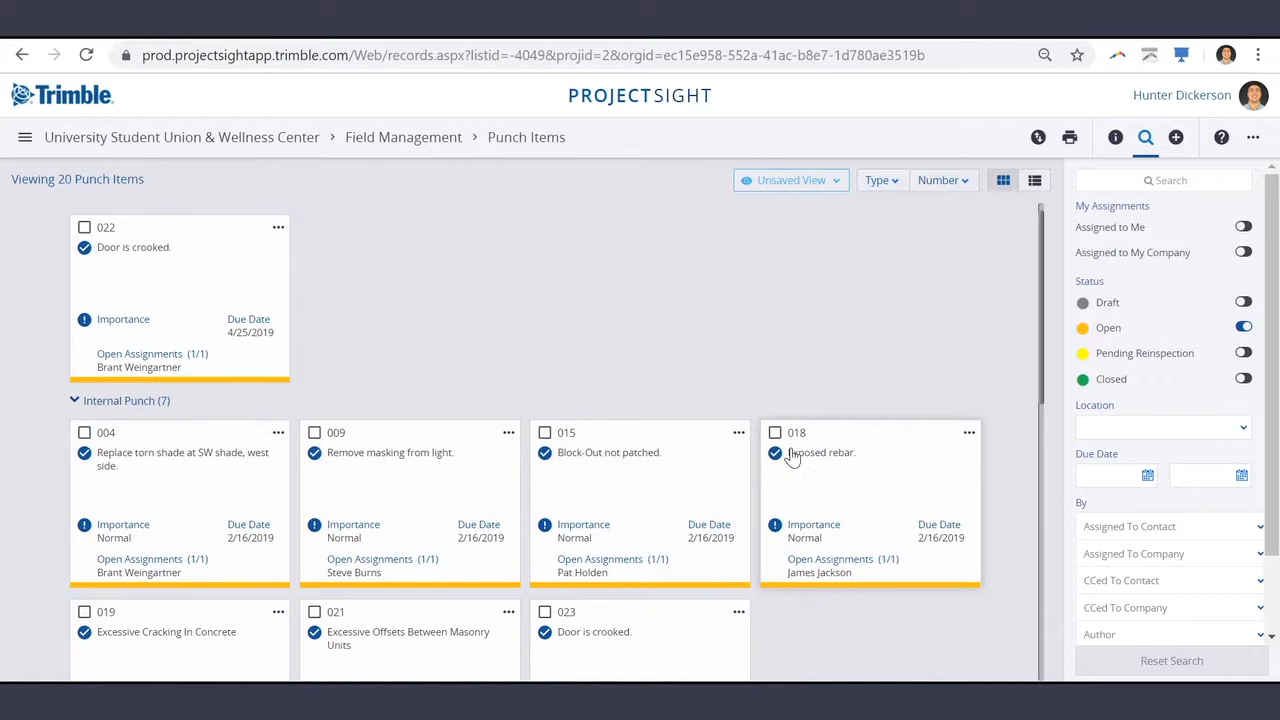 prod.projectsightapp.trimble.com/Web/records.aspx?listid=-4049&projid=2&orgid=ec15e958-552a-41ac-b8e7-1d780ae3519b
Trimble.
PROJECTSIGHT
Hunter Dickerson
University Student Union & Wellness Center > Field Management > Punch Items
Viewing 20 Punch Items
Unsaved View
Type
Number
022
Door is crooked.
Importance
Due Date
4/25/2019
Open Assignments (1/1)
Brant Weingartner
Internal Punch (7)
004
Replace torn shade at SW shade, west
side.
Importance
Normal
Due Date
2/16/2019
Open Assignments (1/1)
Brant Weingartner
009
Remove masking from light.
Importance
Normal
Due Date
2/16/2019
Open Assignments (1/1)
Steve Burns
015
Block-Out not patched.
Importance
Normal
Due Date
2/16/2019
Open Assignments (1/1)
Pat Holden
018
rebar.
Importance
Normal
Due Date
2/16/2019
Open Assignments (1/1)
James Jackson
019
Excessive Cracking In Concrete
021
Excessive Offsets Between Masonry
Units
023
Door is crooked.
Search
My Assignments
Assigned to Me
Assigned to My Company
Status
Draft
Open
Pending Reinspection
Closed
Location
Due Date
By
Assigned To Contact
Assigned To Company
CCed To Contact
CCed To Company
Author
Reset Search